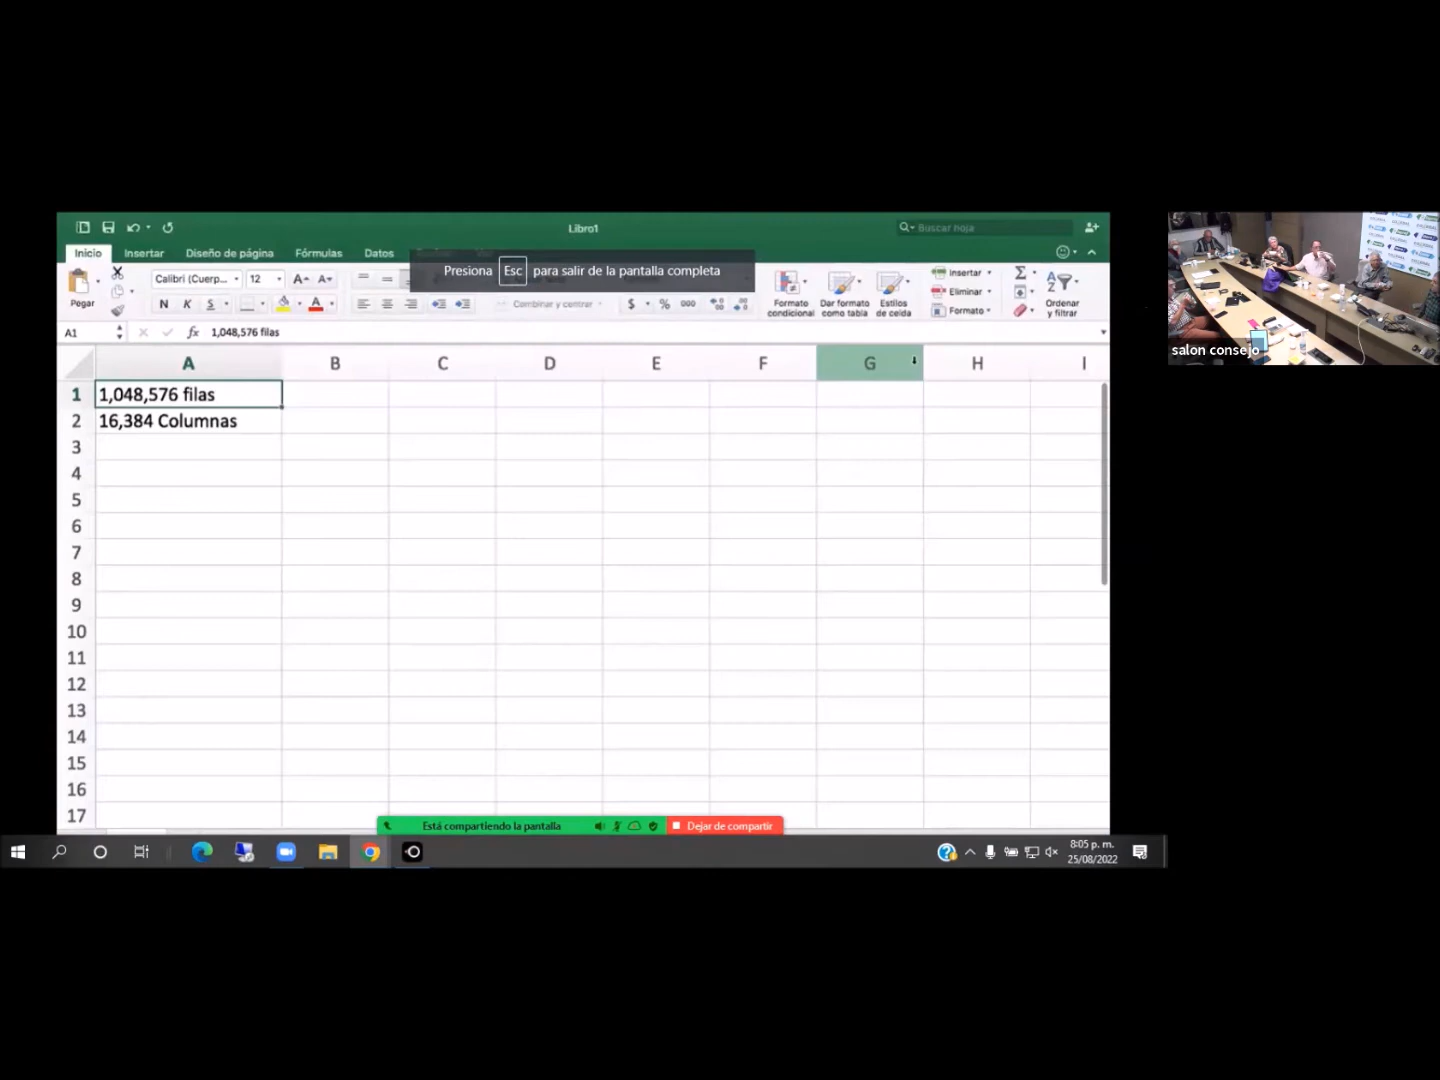 Libro1
Buscar hoja
Inicio Insertar Diseño de página Fórmulas Datos
Presiona Esc para salir de la pantalla completa
Pegar
Calibri (Cuerp... 12
N K S
Combinar y centrar
$ % 000
Formato condicional
Dar formato como tabla
Estilos de celda
Insertar
Eliminar
Formato
Ordenar y filtrar
A1 fx 1,048,576 filas
A B C D E F G H I
1 1,048,576 filas
2 16,384 Columnas
3
4
5
6
7
8
9
10
11
12
13
14
15
16
17
Está compartiendo la pantalla Dejar de compartir
8:05 p. m.
25/08/2022
salon consejo